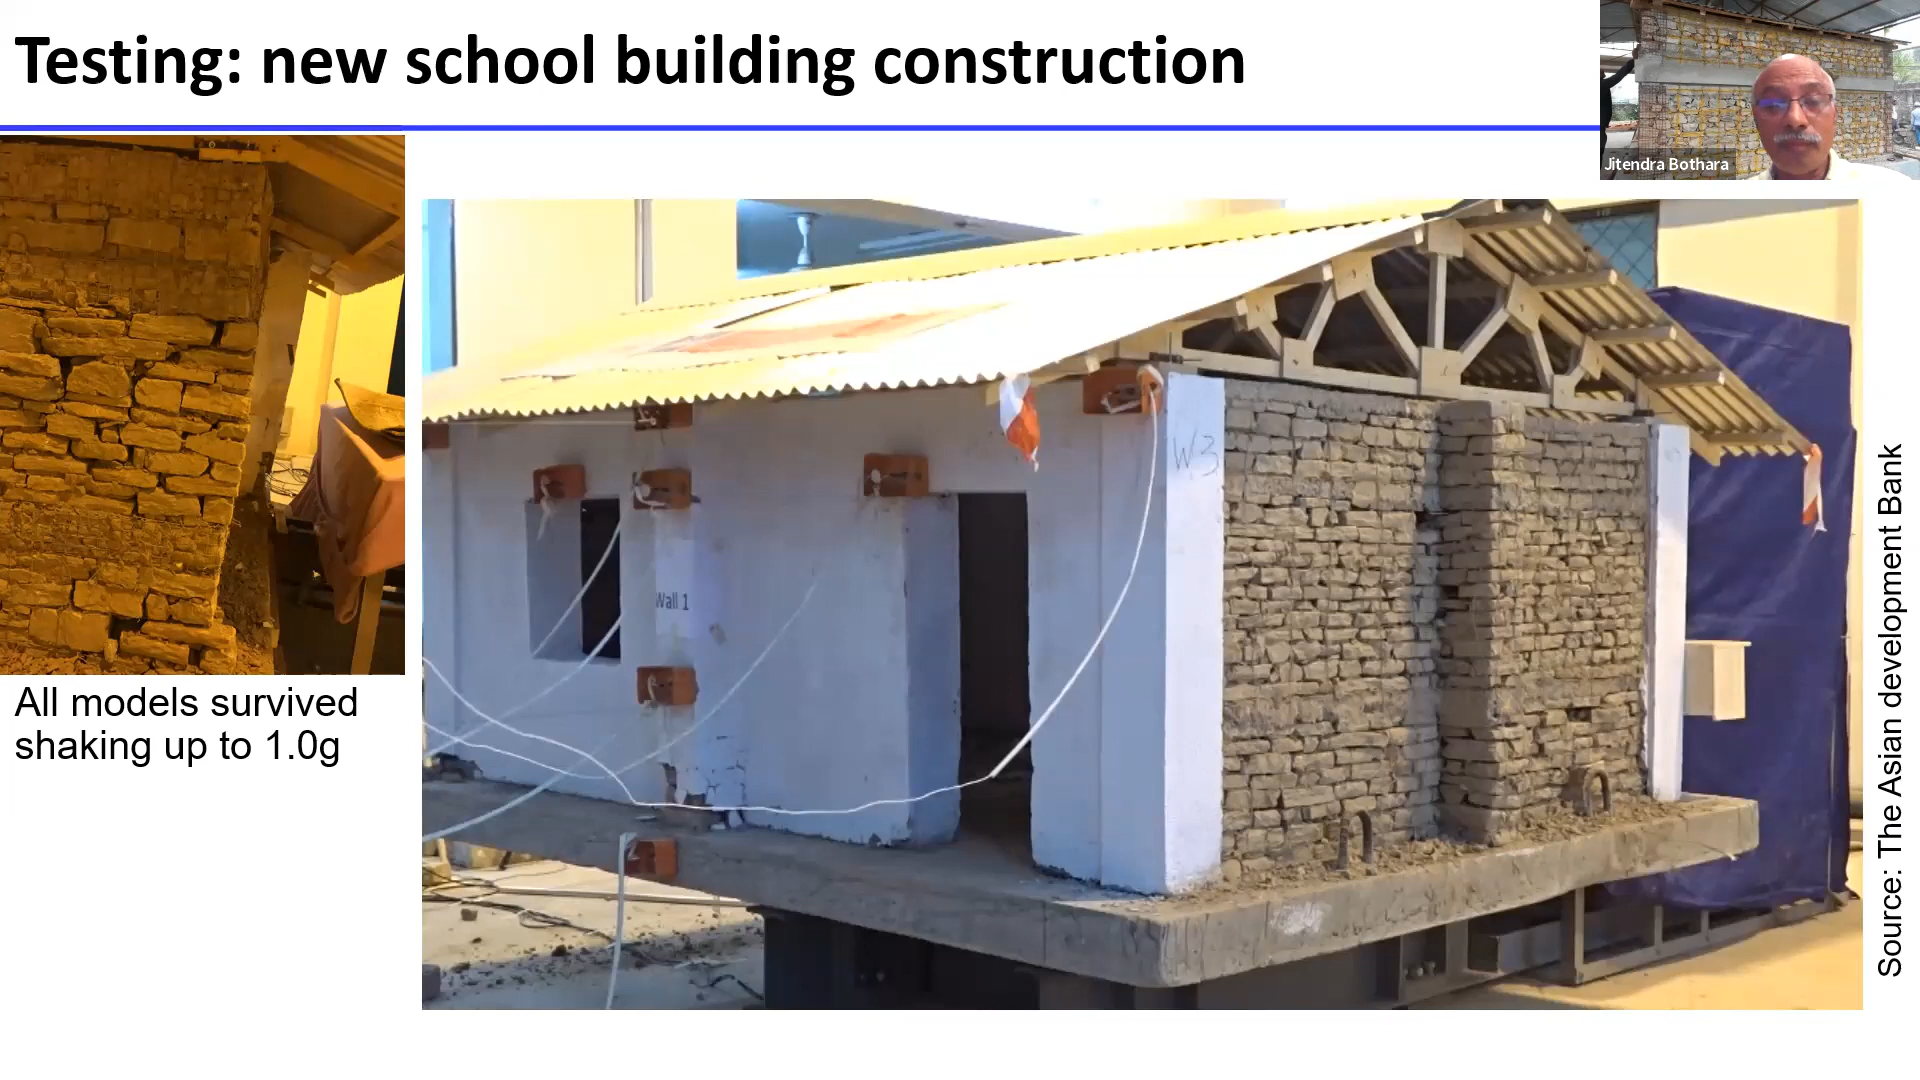 Testing: new school building construction
Jitendra Bothara
W3
Wall 1
All models survived
shaking up to 1.0g
Source: The Asian development Bank